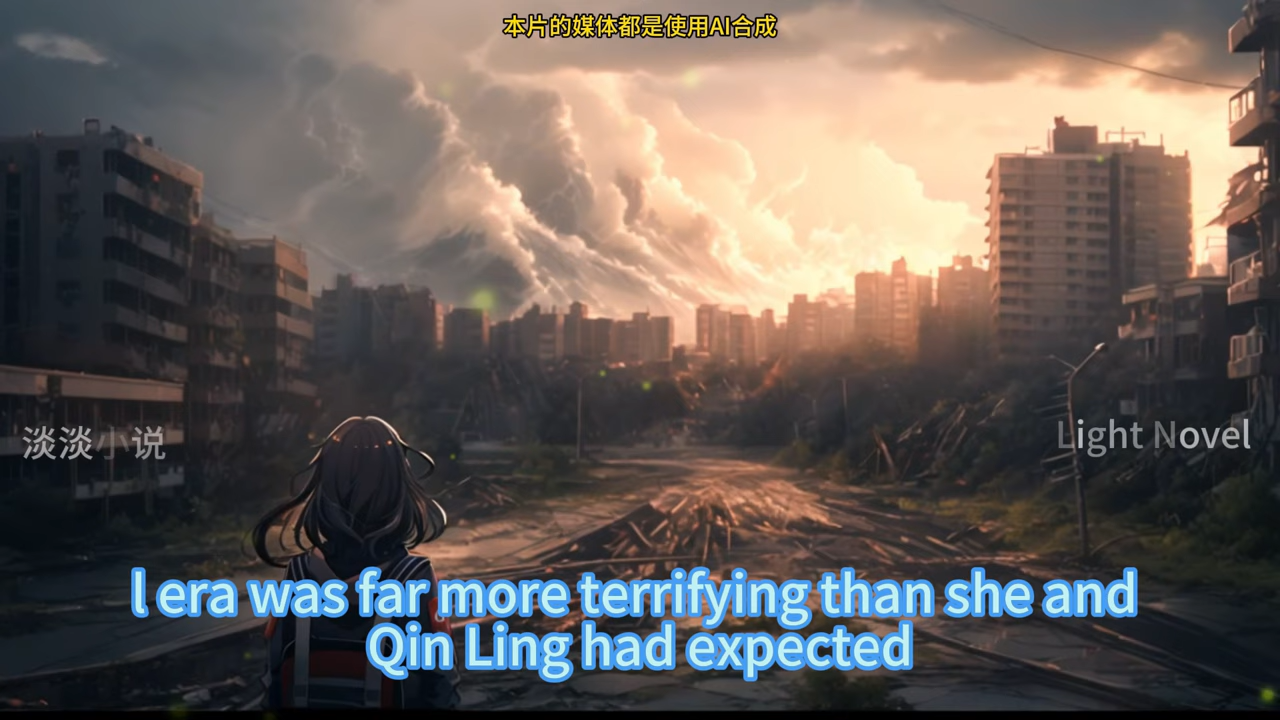 本片的媒体都是使用AI合成
淡淡小说
Light Novel
l era was far more terrifying than she and
Qin Ling had expected